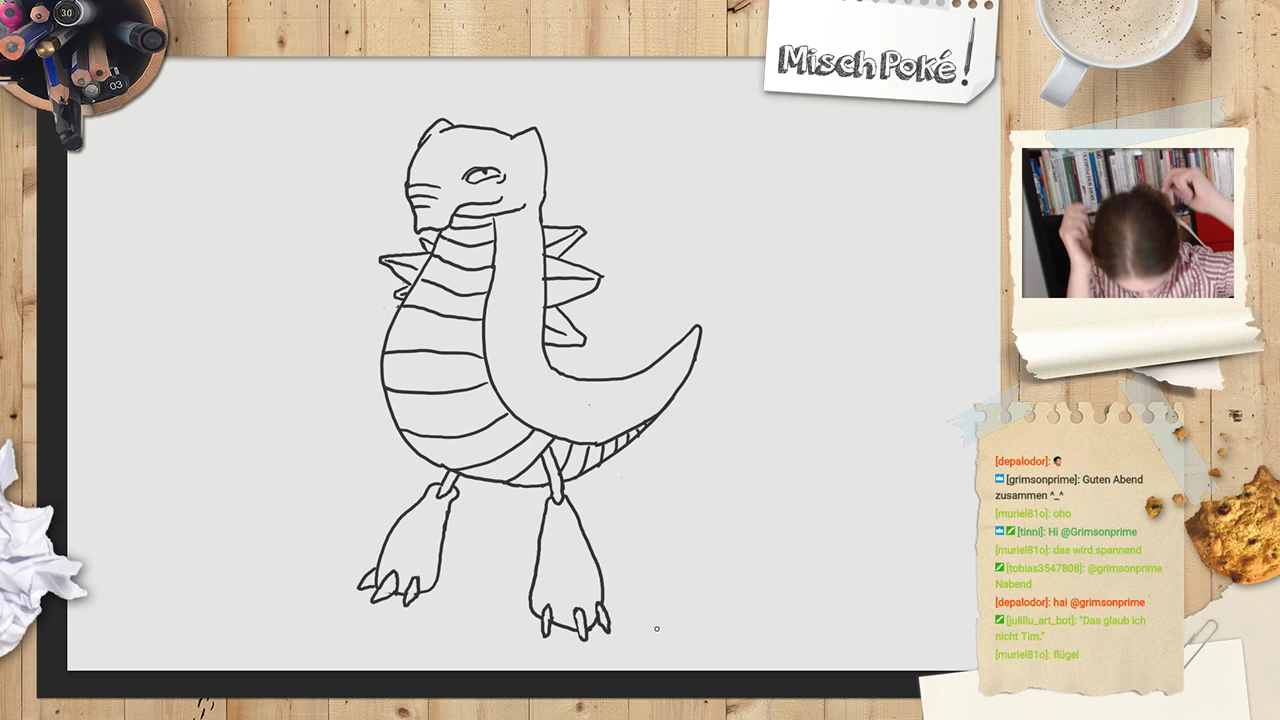 3.0
03
Misch Poké!
[depalodor]:
[grimsonprime]: Guten Abend
zusammen ^_^
[muriel81o]: oho
[tinni]: Hi @Grimsonprime
[muriel81o]: das wird spannend
[tobias3547808]: @grimsonprime
Nabend
[depalodor]: hai @grimsonprime
[julillu_art_bot]: "Das glaub ich
nicht Tim."
[muriel81o]: flügel